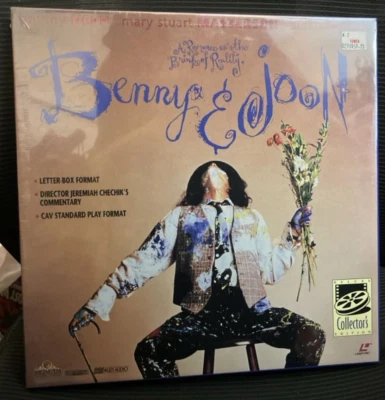 mary stuart MASTERSON
A Romance on the
Brink of Reality.
Benny & Joon
• LETTER-BOX FORMAT
• DIRECTOR JEREMIAH CHECHIK'S
COMMENTARY
• CAV STANDARD PLAY FORMAT
Collector's
EDITION